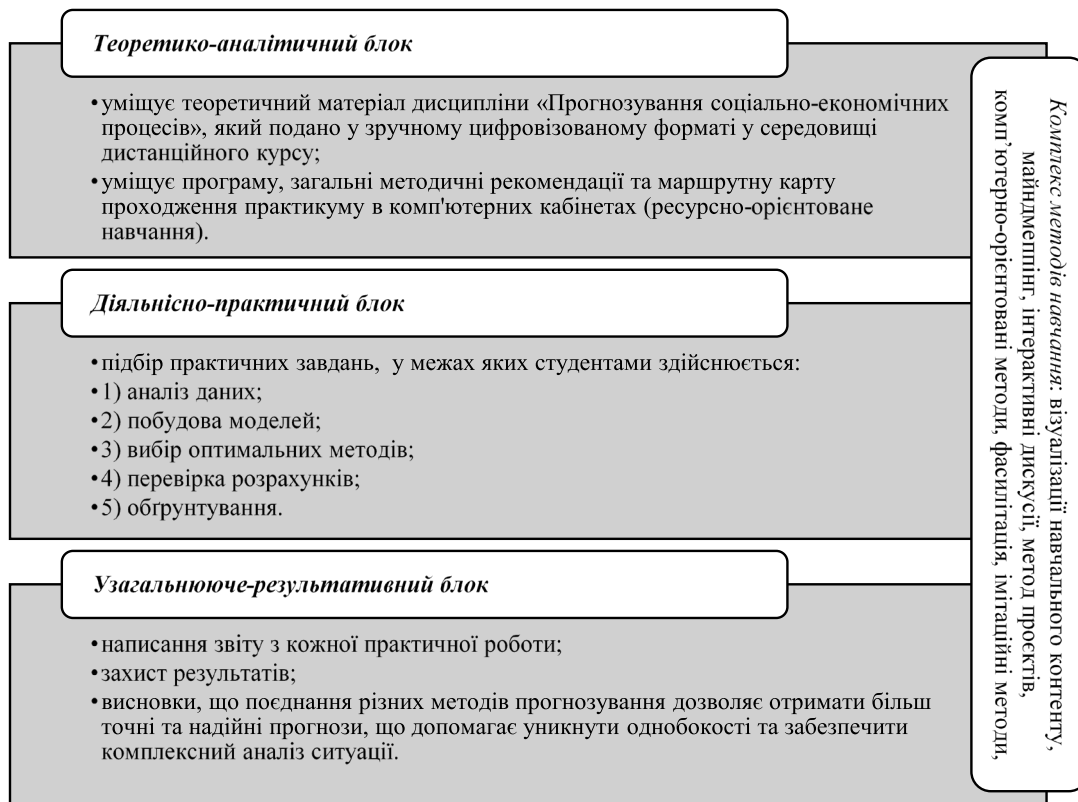 Теоретико-аналітичний блок
•уміщує теоретичний матеріал дисципліни «Прогнозування соціально-економічних
процесів», який подано у зручному цифровізованому форматі у середовищі
дистанційного курсу;
•уміщує програму, загальні методичні рекомендації та маршрутну карту
проходження практикуму в комп'ютерних кабінетах (ресурсно-орієнтоване
навчання).
Діяльнісно-практичний блок
•підбір практичних завдань, у межах яких студентами здійснюється:
•1) аналіз даних;
•2) побудова моделей;
•3) вибір оптимальних методів;
•4) перевірка розрахунків;
•5) обґрунтування.
Узагальнююче-результативний блок
•написання звіту з кожної практичної роботи;
•захист результатів;
•висновки, що поєднання різних методів прогнозування дозволяє отримати більш
точні та надійні прогнози, що допомагає уникнути однобокості та забезпечити
комплексний аналіз ситуації.
Комплекс методів навчання: візуалізації навчального контенту,
майндмеппінг, інтерактивні дискусії, метод проєктів,
комп’ютерно-орієнтовані методи, фасилітація, імітаційні методи,